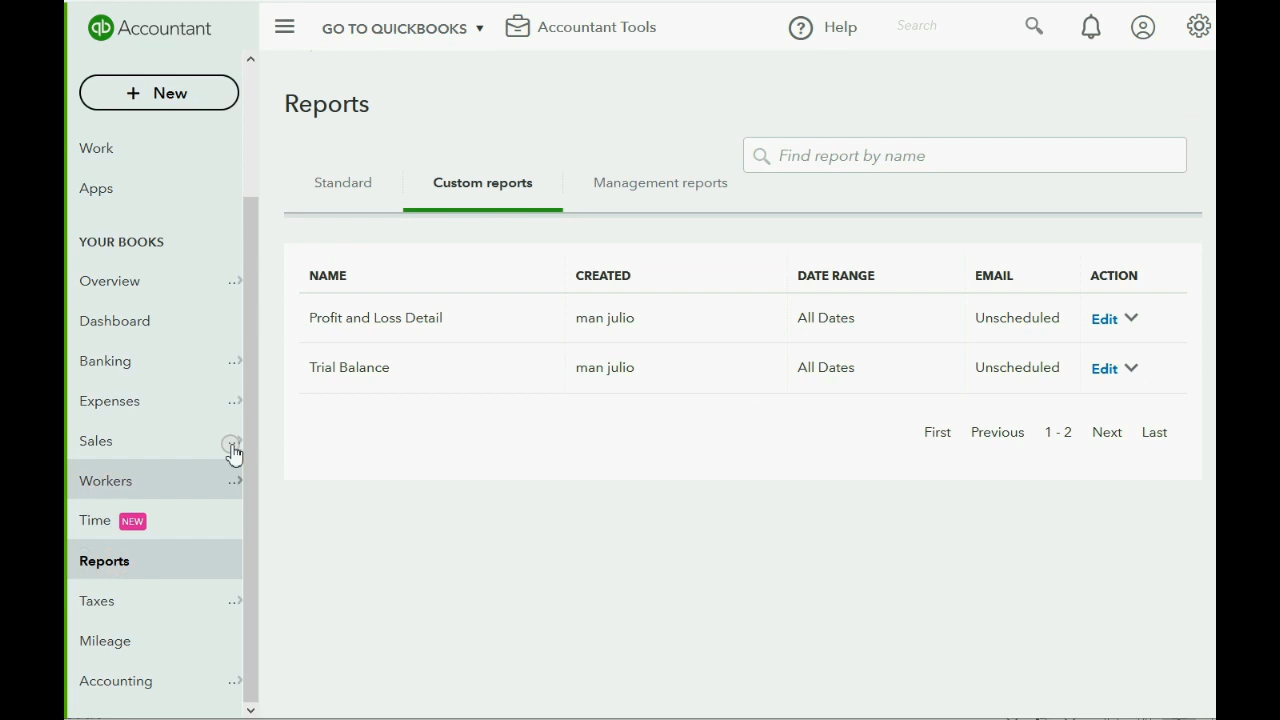 qb Accountant
GO TO QUICKBOOKS
Accountant Tools
? Help
Search
+ New
Work
Apps
YOUR BOOKS
Overview
Dashboard
Banking
Expenses
Sales
Workers
Time NEW
Reports
Taxes
Mileage
Accounting
Reports
Find report by name
Standard Custom reports Management reports
NAME CREATED DATE RANGE EMAIL ACTION
Profit and Loss Detail man julio All Dates Unscheduled Edit
Trial Balance man julio All Dates Unscheduled Edit
First Previous 1 - 2 Next Last